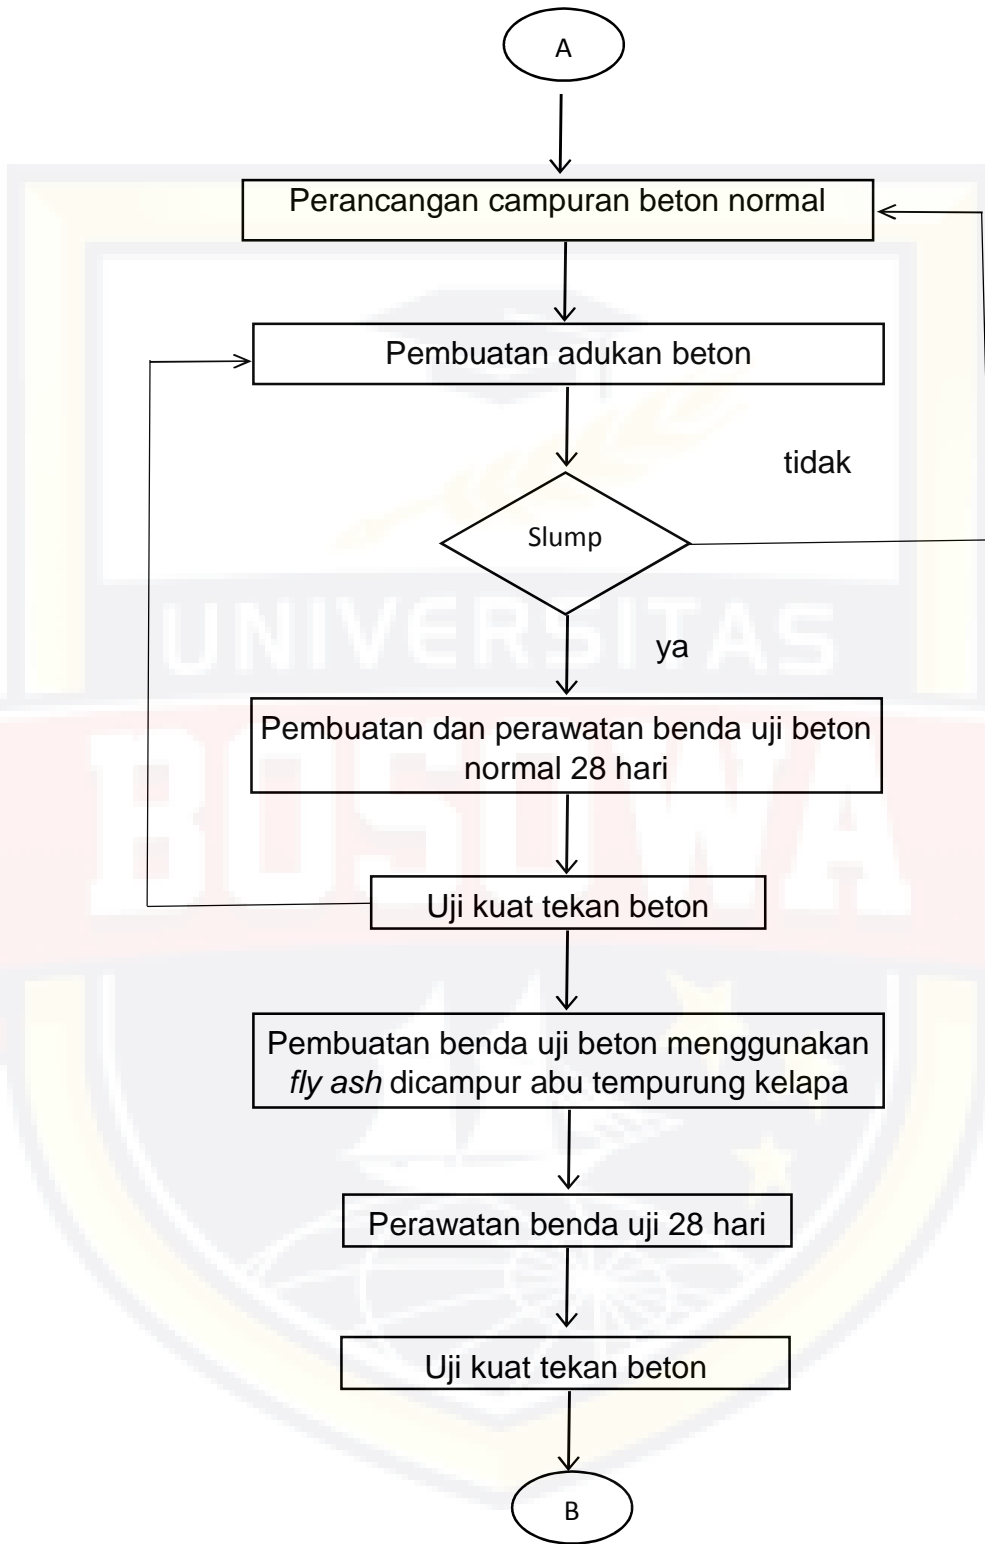 A
Perancangan campuran beton normal
Pembuatan adukan beton
tidak
Slump
UNIVERSITAS
ya
Pembuatan dan perawatan benda uji beton
normal 28 hari
BOSOWA
Uji kuat tekan beton
Pembuatan benda uji beton menggunakan
fly ash dicampur abu tempurung kelapa
Perawatan benda uji 28 hari
Uji kuat tekan beton
B